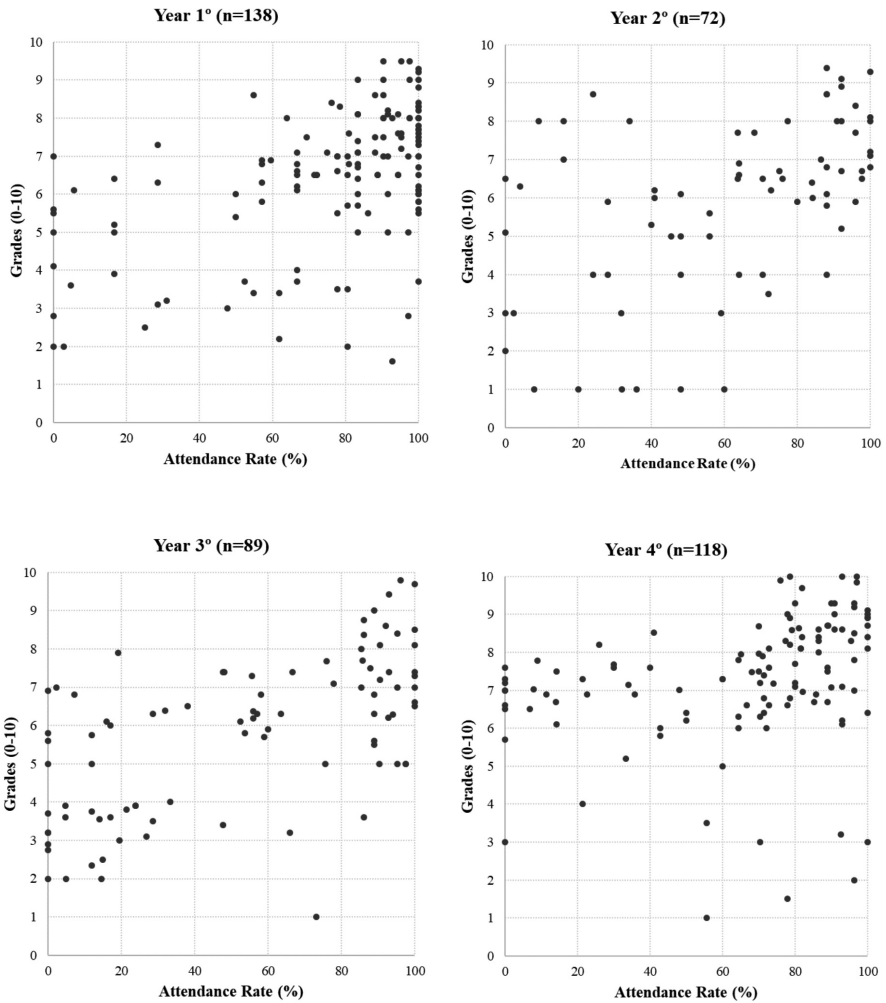 Year 1º (n=138)
10
9
8
7
6
5
4
3
2
1
0
Grades (0-10)
0 20 40 60 80 100
Attendance Rate (%)
Year 2º (n=72)
10
9
8
7
6
5
4
3
2
1
0
Grades (0-10)
0 20 40 60 80 100
Attendance Rate (%)
Year 3º (n=89)
10
9
8
7
6
5
4
3
2
1
0
Grades (0-10)
0 20 40 60 80 100
Attendance Rate (%)
Year 4º (n=118)
10
9
8
7
6
5
4
3
2
1
0
Grades (0-10)
0 20 40 60 80 100
Attendance Rate (%)